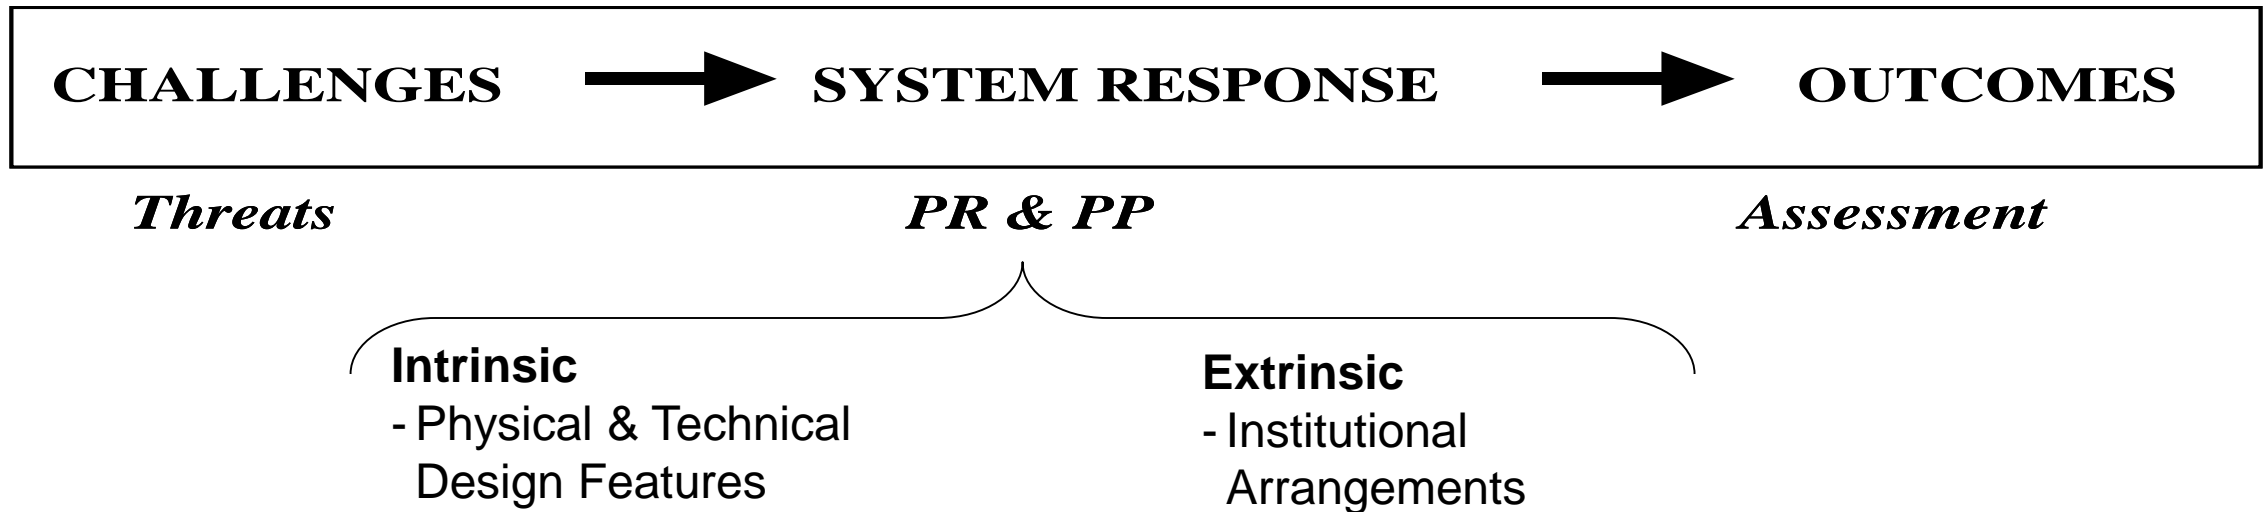 CHALLENGES SYSTEM RESPONSE OUTCOMES
Threats PR & PP Assessment
Intrinsic
- Physical & Technical
Design Features
Extrinsic
- Institutional
Arrangements